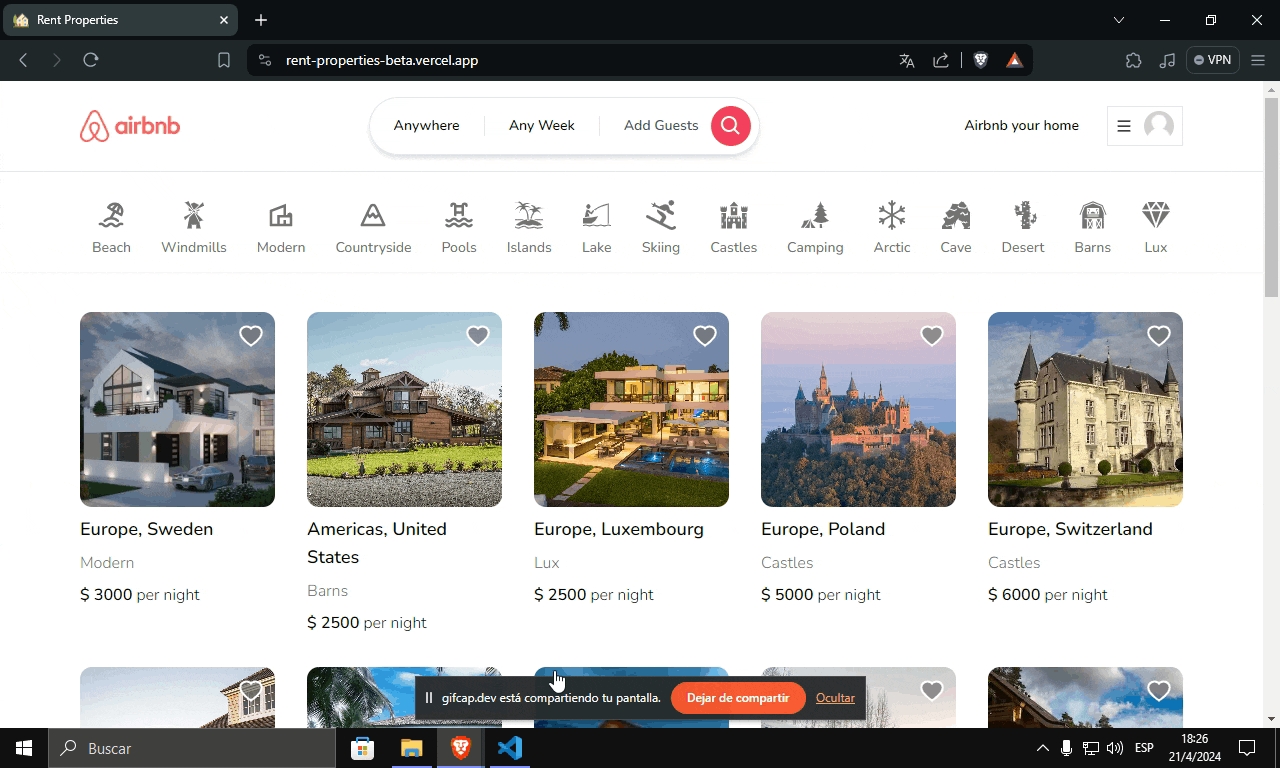 Rent Properties
rent-properties-beta.vercel.app
VPN
airbnb
Anywhere
Any Week
Add Guests
Airbnb your home
Beach
Windmills
Modern
Countryside
Pools
Islands
Lake
Skiing
Castles
Camping
Arctic
Cave
Desert
Barns
Lux
Europe, Sweden
Modern
$ 3000 per night
Americas, United
States
Barns
$ 2500 per night
Europe, Luxembourg
Lux
$ 2500 per night
Europe, Poland
Castles
$ 5000 per night
Europe, Switzerland
Castles
$ 6000 per night
gifcap.dev está compartiendo tu pantalla.
Dejar de compartir
Ocultar
Buscar
ESP
18:26
21/4/2024